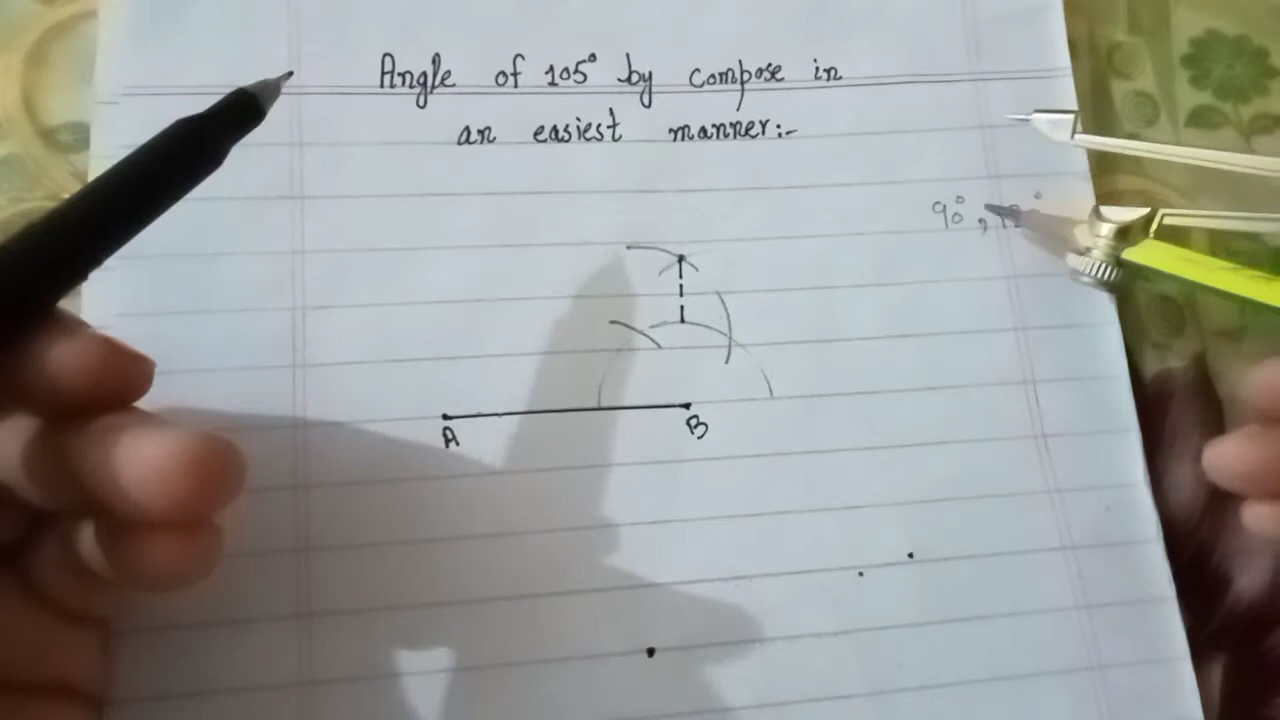 Angle of 105° by compose in
an easiest manner:-
90°,
A
B